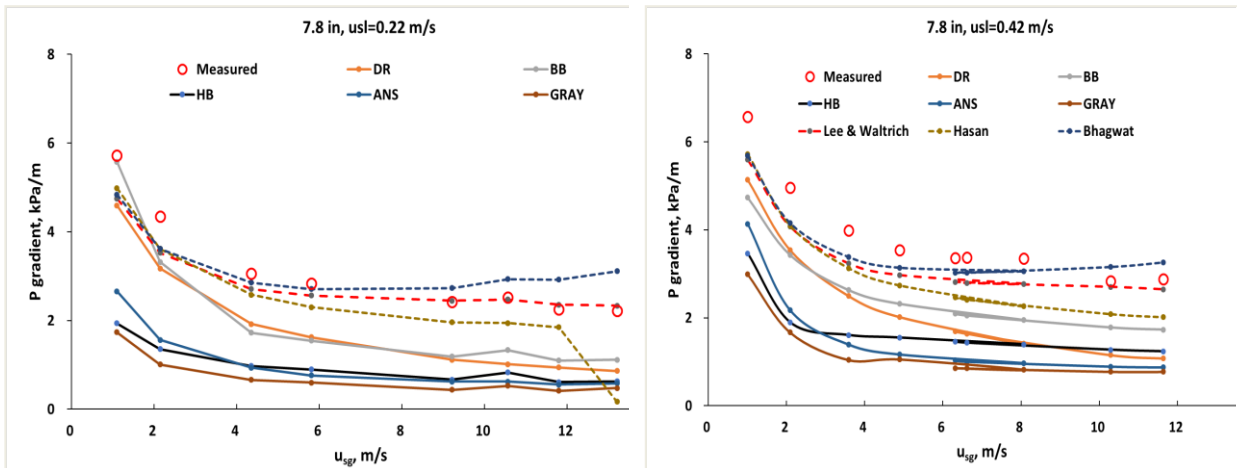 7.8 in, usl=0.22 m/s
8
Measured DR BB
HB ANS GRAY
6
4
2
0
P gradient, kPa/m
0 2 4 6 8 10 12
usg, m/s
7.8 in, usl=0.42 m/s
8
Measured DR BB
HB ANS GRAY
Lee & Waltrich Hasan Bhagwat
6
4
2
0
P gradient, kPa/m
0 2 4 6 8 10 12
usg, m/s